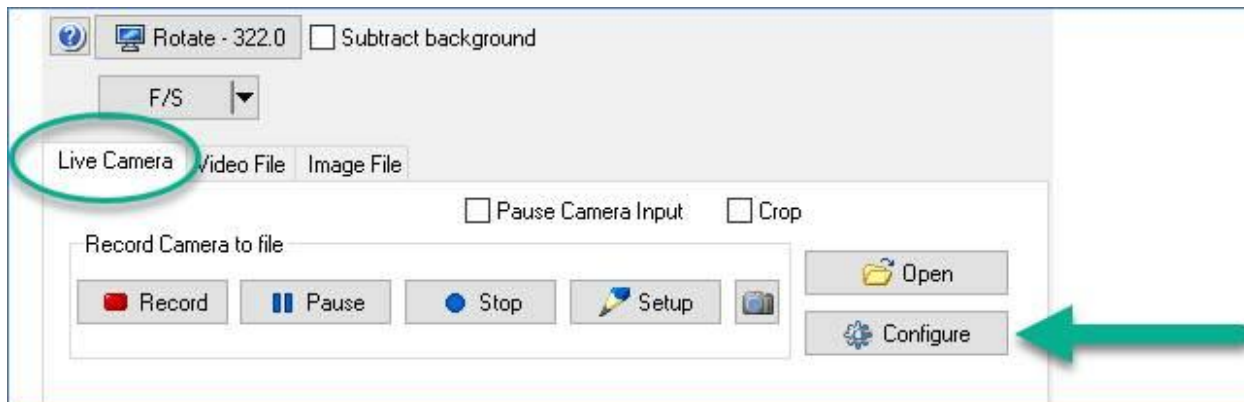 Rotate - 322.0 Subtract background
F/S
Live Camera Video File Image File
Pause Camera Input Crop
Record Camera to file
Open
Record Pause Stop Setup
Configure